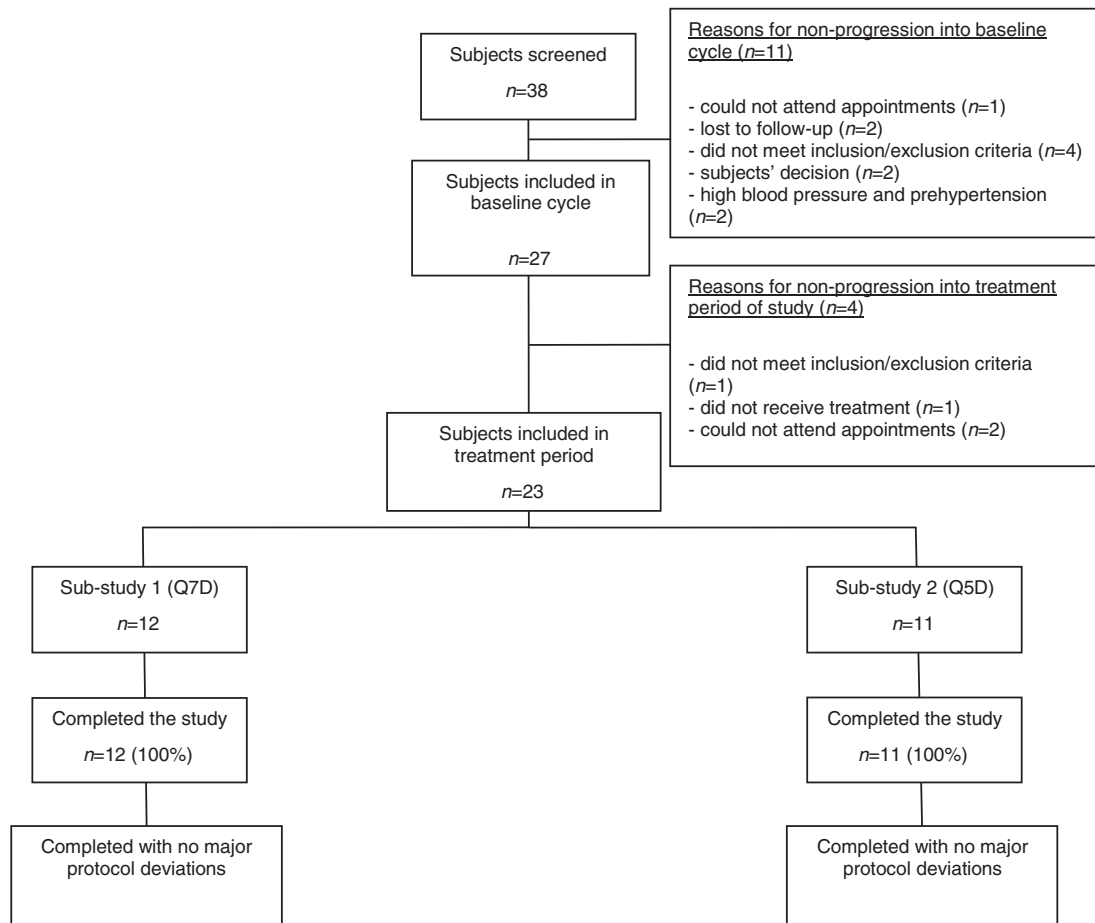 Subjects screened
n=38
Reasons for non-progression into baseline
cycle (n=11)
- could not attend appointments (n=1)
- lost to follow-up (n=2)
- did not meet inclusion/exclusion criteria (n=4)
- subjects' decision (n=2)
- high blood pressure and prehypertension
(n=2)
Subjects included in
baseline cycle
n=27
Reasons for non-progression into treatment
period of study (n=4)
- did not meet inclusion/exclusion criteria
(n=1)
- did not receive treatment (n=1)
- could not attend appointments (n=2)
Subjects included in
treatment period
n=23
Sub-study 1 (Q7D)
n=12
Sub-study 2 (Q5D)
n=11
Completed the study
n=12 (100%)
Completed the study
n=11 (100%)
Completed with no major
protocol deviations
Completed with no major
protocol deviations